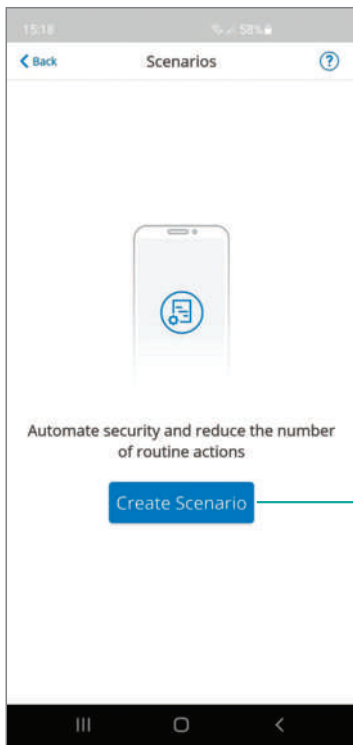 15:18 58%
Back Scenarios ?
Automate security and reduce the number
of routine actions
Create Scenario